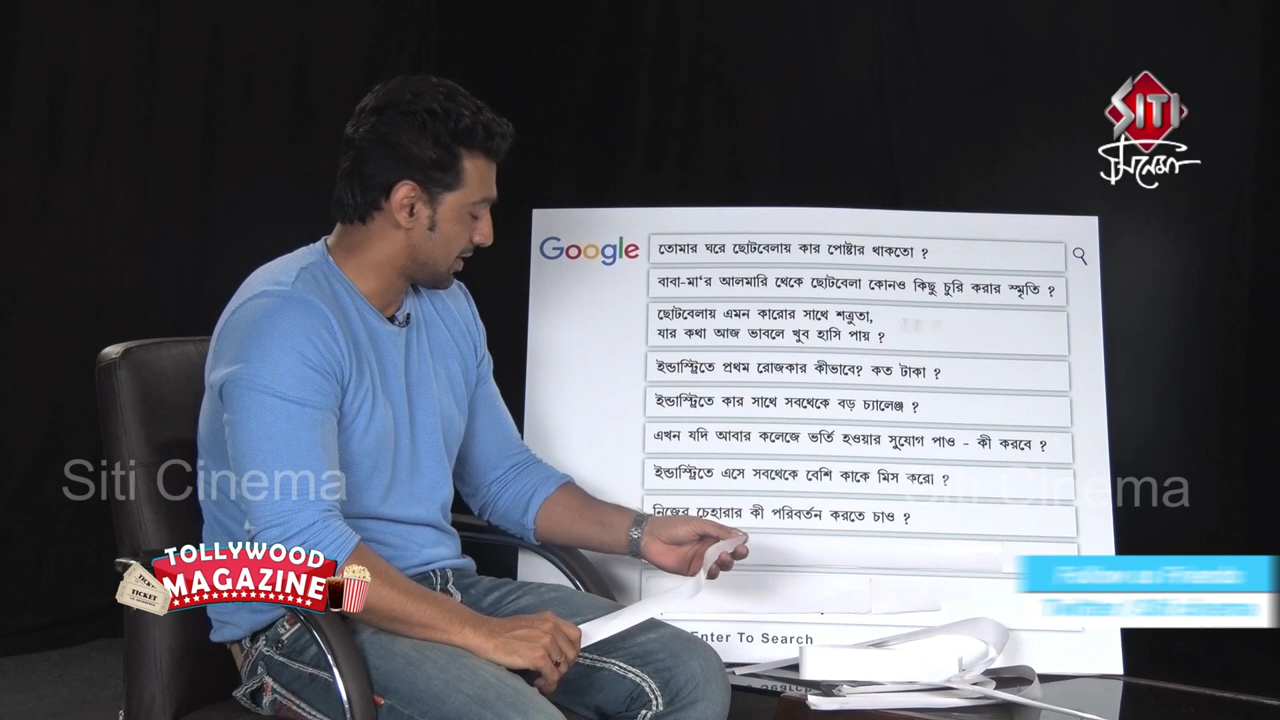 SITI
সিনেমা
Google
তোমার ঘরে ছোটবেলায় কার পোষ্টার থাকতো ?
বাবা-মা'র আলমারি থেকে ছোটবেলা কোনও কিছু চুরি করার স্মৃতি ?
ছোটবেলায় এমন কারোর সাথে শত্রুতা,
যার কথা আজ ভাবলে খুব হাসি পায় ?
ইন্ডাস্ট্রিতে প্রথম রোজকার কীভাবে? কত টাকা ?
ইন্ডাস্ট্রিতে কার সাথে সবথেকে বড় চ্যালেঞ্জ ?
এখন যদি আবার কলেজে ভর্তি হওয়ার সুযোগ পাও - কী করবে ?
ইন্ডাস্ট্রিতে এসে সবথেকে বেশি কাকে মিস করো ?
Siti Cinema
Siti Cinema
নিজের চেহারার কী পরিবর্তন করতে চাও ?
TOLLYWOOD
MAGAZINE
TICKET
TICKET
Enter To Search